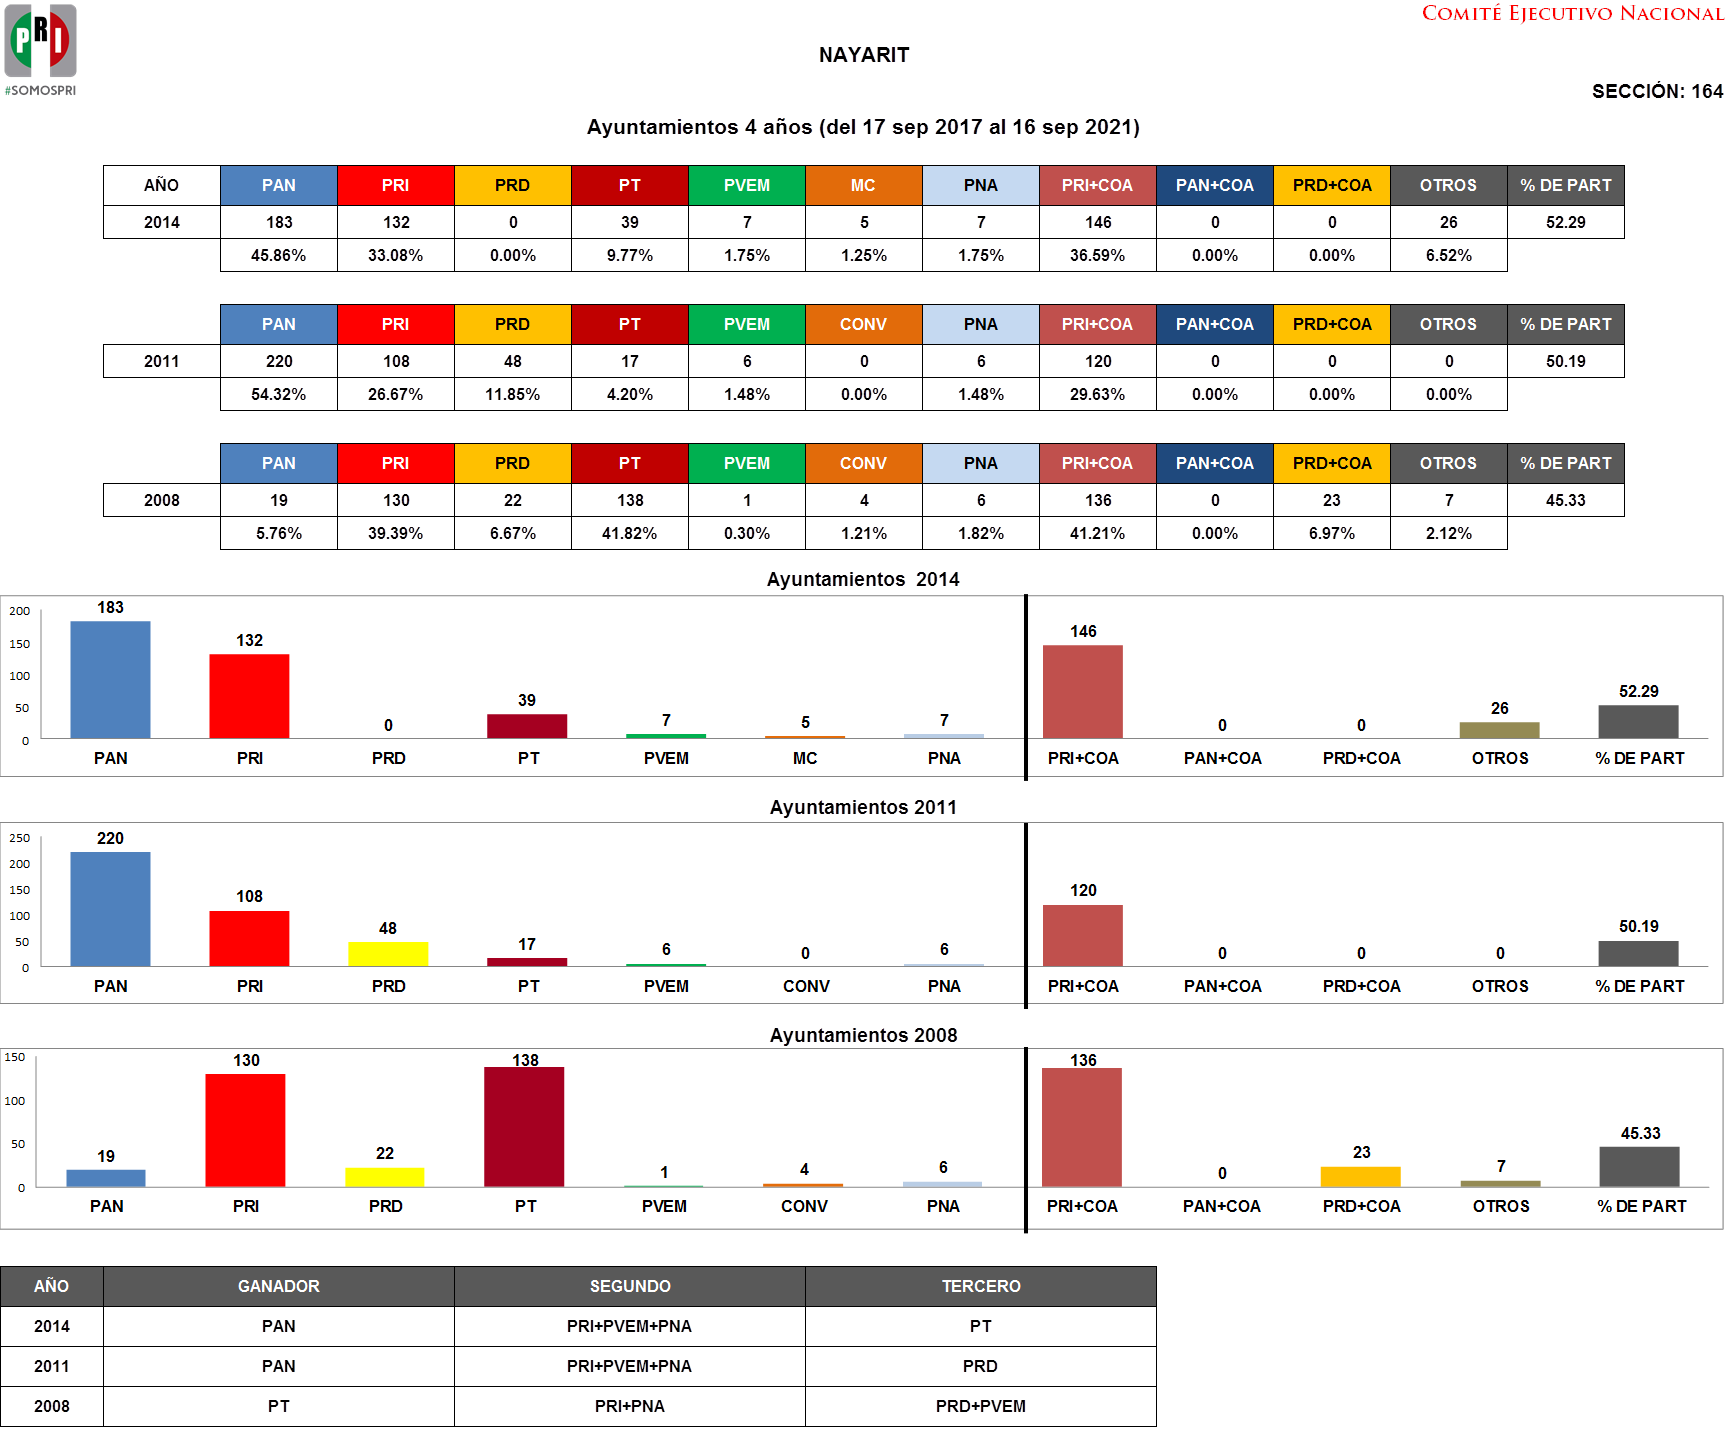 COMITÉ EJECUTIVO NACIONAL
PRI
#SOMOSPRI
NAYARIT
SECCIÓN: 164
Ayuntamientos 4 años (del 17 sep 2017 al 16 sep 2021)
AÑO PAN PRI PRD PT PVEM MC PNA PRI+COA PAN+COA PRD+COA OTROS % DE PART
2014 183 132 0 39 7 5 7 146 0 0 26 52.29
45.86% 33.08% 0.00% 9.77% 1.75% 1.25% 1.75% 36.59% 0.00% 0.00% 6.52%
PAN PRI PRD PT PVEM CONV PNA PRI+COA PAN+COA PRD+COA OTROS % DE PART
2011 220 108 48 17 6 0 6 120 0 0 0 50.19
54.32% 26.67% 11.85% 4.20% 1.48% 0.00% 1.48% 29.63% 0.00% 0.00% 0.00%
PAN PRI PRD PT PVEM CONV PNA PRI+COA PAN+COA PRD+COA OTROS % DE PART
2008 19 130 22 138 1 4 6 136 0 23 7 45.33
5.76% 39.39% 6.67% 41.82% 0.30% 1.21% 1.82% 41.21% 0.00% 6.97% 2.12%
Ayuntamientos 2014
200
150
100
50
0
183 132 0 39 7 5 7 146 0 0 26 52.29
PAN PRI PRD PT PVEM MC PNA PRI+COA PAN+COA PRD+COA OTROS % DE PART
Ayuntamientos 2011
250
200
150
100
50
0
220 108 48 17 6 0 6 120 0 0 0 50.19
PAN PRI PRD PT PVEM CONV PNA PRI+COA PAN+COA PRD+COA OTROS % DE PART
Ayuntamientos 2008
150
100
50
0
19 130 22 138 1 4 6 136 0 23 7 45.33
PAN PRI PRD PT PVEM CONV PNA PRI+COA PAN+COA PRD+COA OTROS % DE PART
AÑO GANADOR SEGUNDO TERCERO
2014 PAN PRI+PVEM+PNA PT
2011 PAN PRI+PVEM+PNA PRD
2008 PT PRI+PNA PRD+PVEM